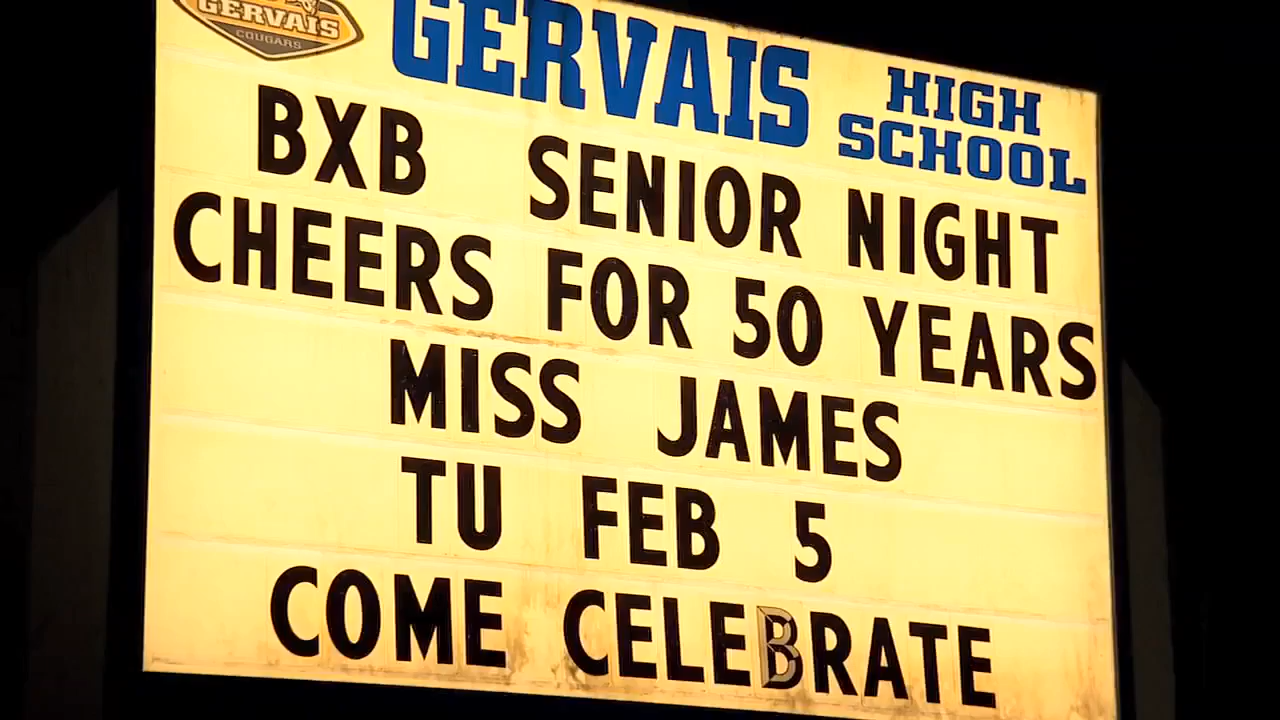 GERVAIS
COUGARS
GERVAIS HIGH SCHOOL
BXB SENIOR NIGHT
CHEERS FOR 50 YEARS
MISS JAMES
TU FEB 5
COME CELEBRATE